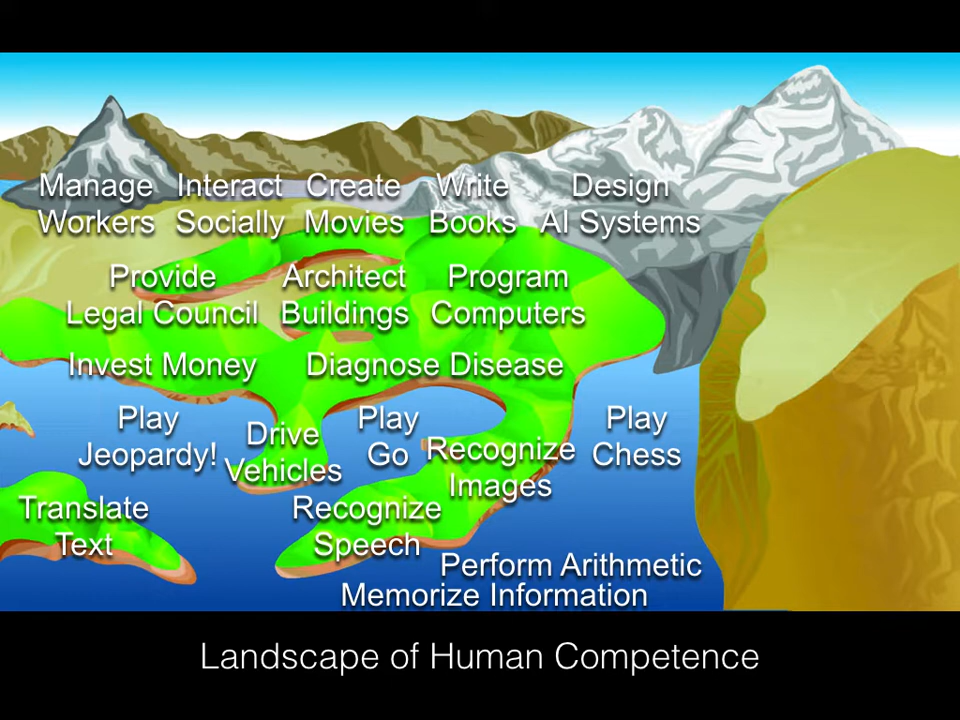 Manage Workers
Interact Socially
Create Movies
Write Books
Design AI Systems
Provide Legal Council
Architect Buildings
Program Computers
Invest Money
Diagnose Disease
Play Jeopardy!
Drive Vehicles
Play Go
Recognize Images
Play Chess
Translate Text
Recognize Speech
Perform Arithmetic
Memorize Information
Landscape of Human Competence